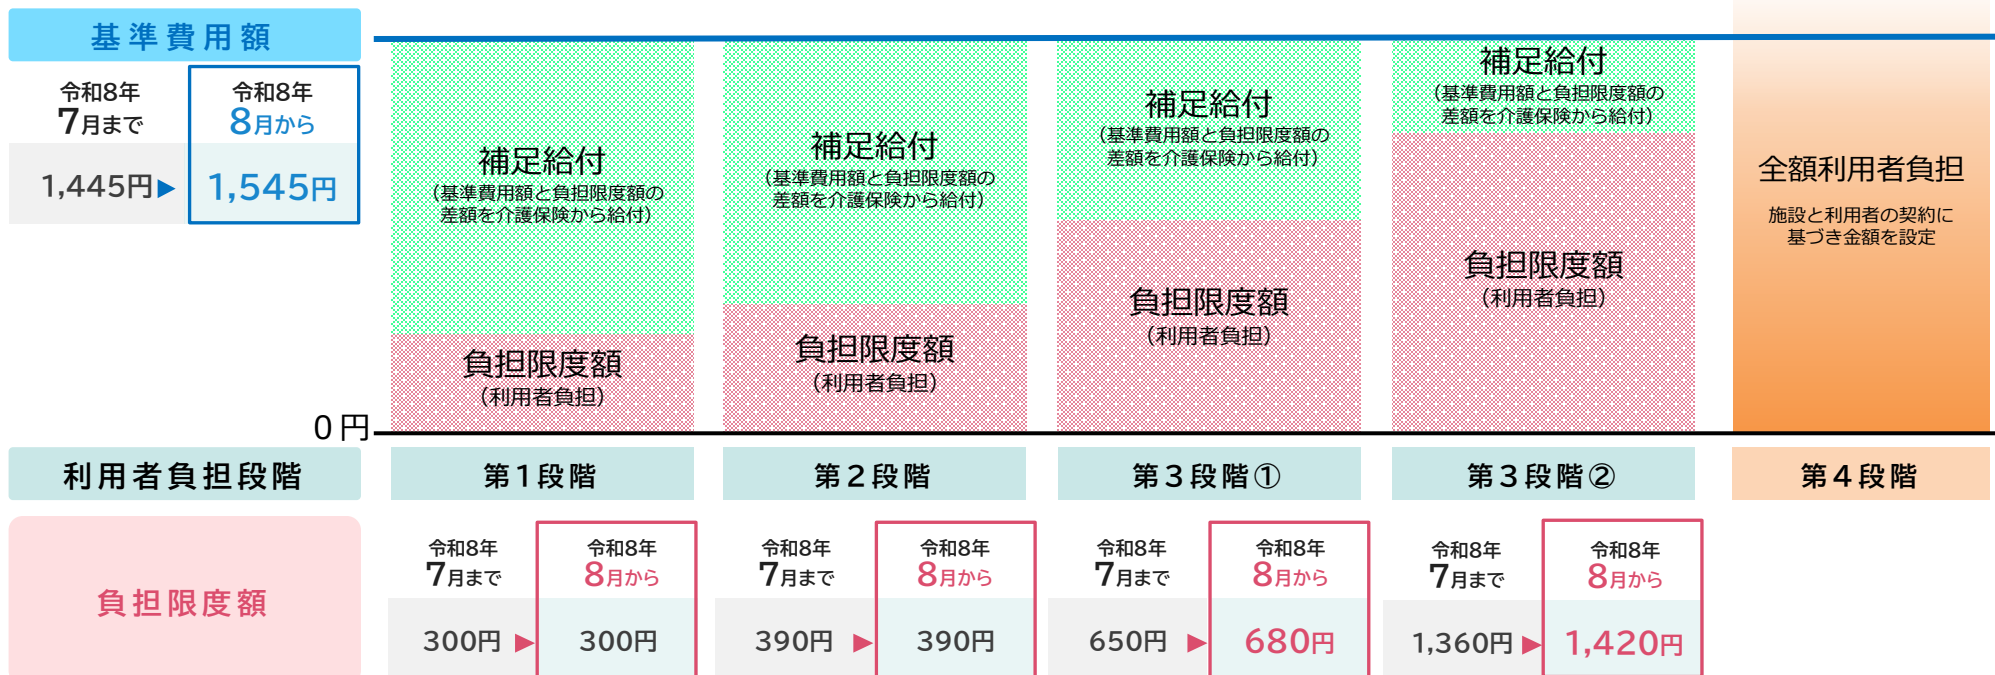 基準費用額
令和8年
7月まで
令和8年
8月から
1,445円▶
1,545円
補足給付
（基準費用額と負担限度額の
差額を介護保険から給付）
負担限度額
（利用者負担）
補足給付
（基準費用額と負担限度額の
差額を介護保険から給付）
負担限度額
（利用者負担）
補足給付
（基準費用額と負担限度額の
差額を介護保険から給付）
負担限度額
（利用者負担）
補足給付
（基準費用額と負担限度額の
差額を介護保険から給付）
負担限度額
（利用者負担）
全額利用者負担
施設と利用者の契約に
基づき金額を設定
0円
利用者負担段階
第1段階
第2段階
第3段階①
第3段階②
第4段階
負担限度額
令和8年
7月まで
令和8年
8月から
300円▶
300円
令和8年
7月まで
令和8年
8月から
390円▶
390円
令和8年
7月まで
令和8年
8月から
650円▶
680円
令和8年
7月まで
令和8年
8月から
1,360円▶
1,420円